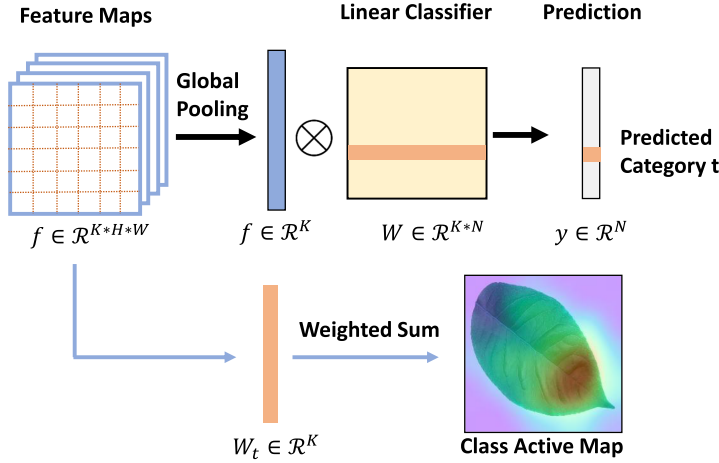 Feature Maps
Linear Classifier
Prediction
Global
Pooling
Predicted
Category t
f ∈ ℛ^{K*H*W}
f ∈ ℛ^K
W ∈ ℛ^{K*N}
y ∈ ℛ^N
Weighted Sum
W_t ∈ ℛ^K
Class Active Map